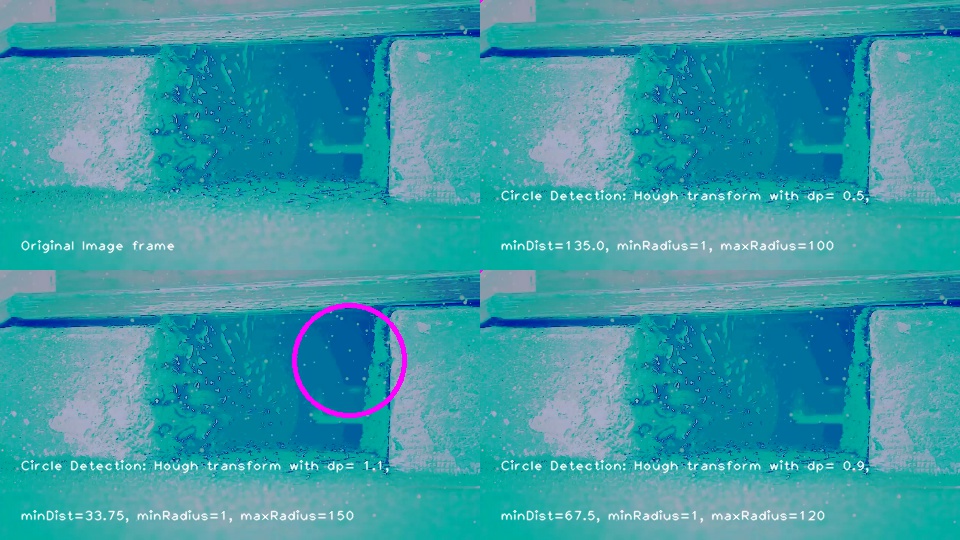 Original Image frame
Circle Detection: Hough transform with dp= 0.5,
minDist=135.0, minRadius=1, maxRadius=100
Circle Detection: Hough transform with dp= 1.1,
minDist=33.75, minRadius=1, maxRadius=150
Circle Detection: Hough transform with dp= 0.9,
minDist=67.5, minRadius=1, maxRadius=120